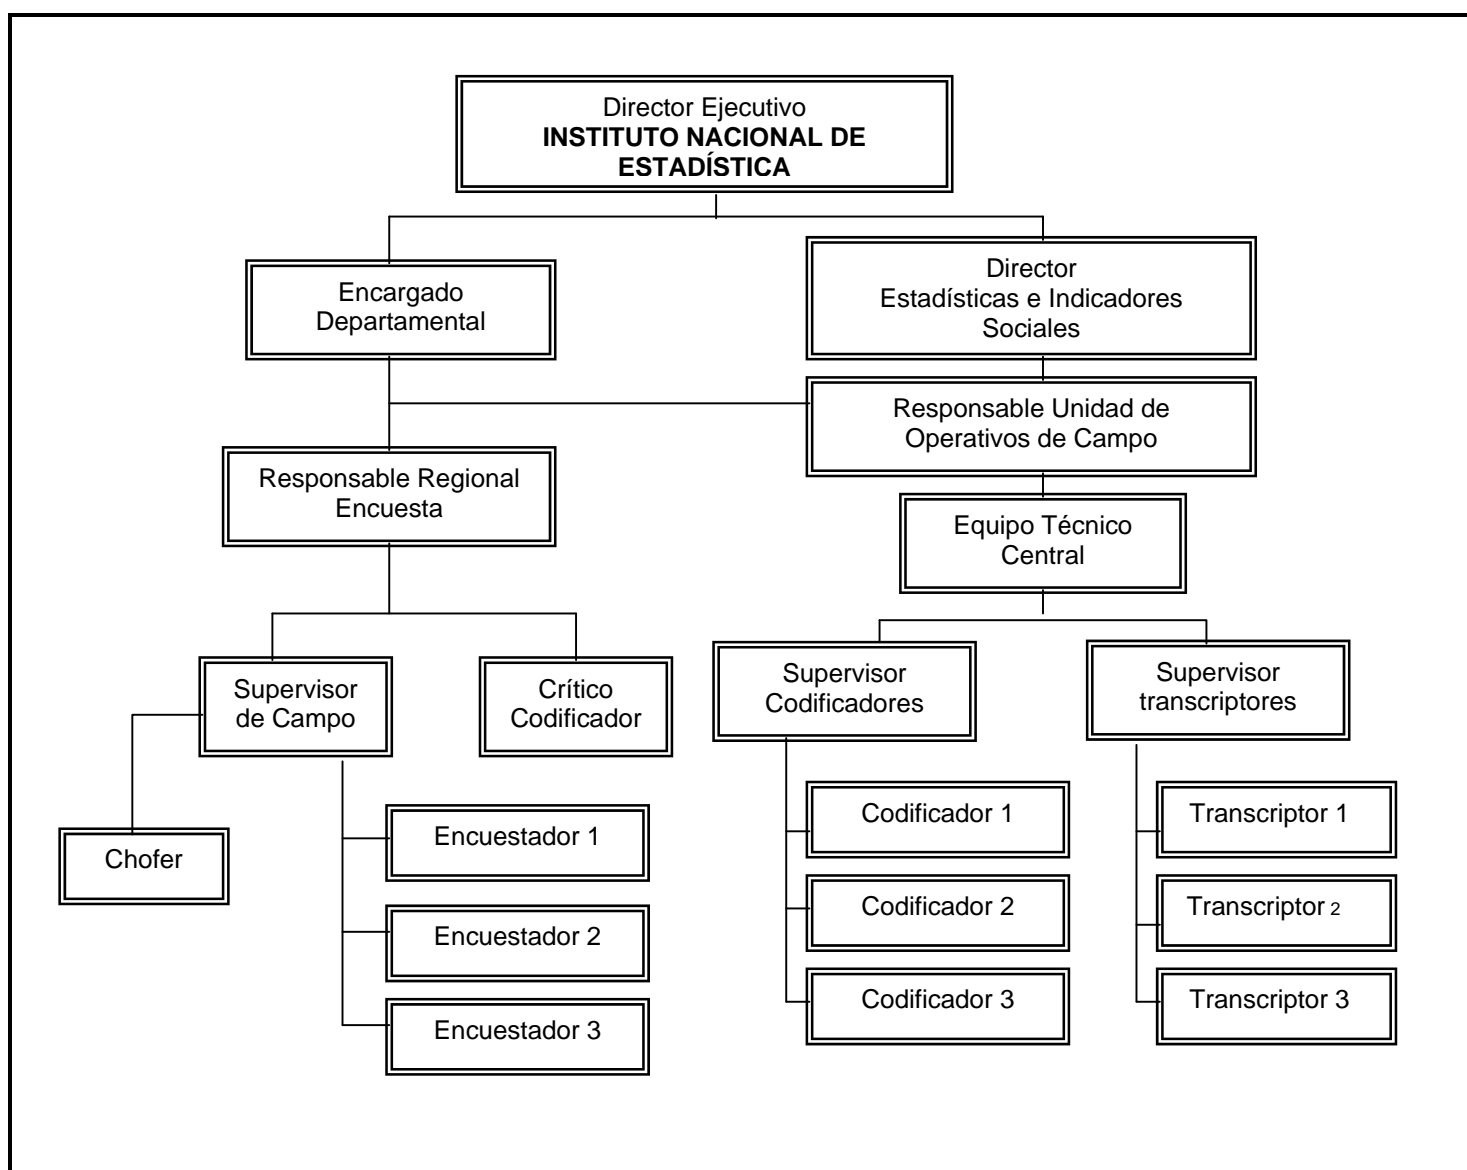 Director Ejecutivo
INSTITUTO NACIONAL DE
ESTADÍSTICA
Encargado
Departamental
Director
Estadísticas e Indicadores
Sociales
Responsable Unidad de
Operativos de Campo
Responsable Regional
Encuesta
Equipo Técnico
Central
Supervisor
de Campo
Crítico
Codificador
Supervisor
Codificadores
Supervisor
transcriptores
Chofer
Encuestador 1
Encuestador 2
Encuestador 3
Codificador 1
Codificador 2
Codificador 3
Transcriptor 1
Transcriptor 2
Transcriptor 3